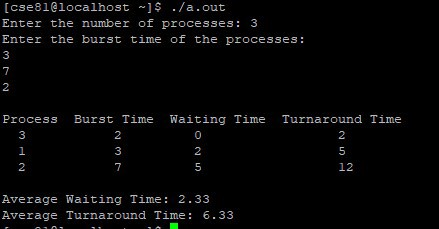 [cse81@localhost ~]$ ./a.out
Enter the number of processes: 3
Enter the burst time of the processes:
3
7
2
Process Burst Time Waiting Time Turnaround Time
3 2 0 2
1 3 2 5
2 7 5 12
Average Waiting Time: 2.33
Average Turnaround Time: 6.33